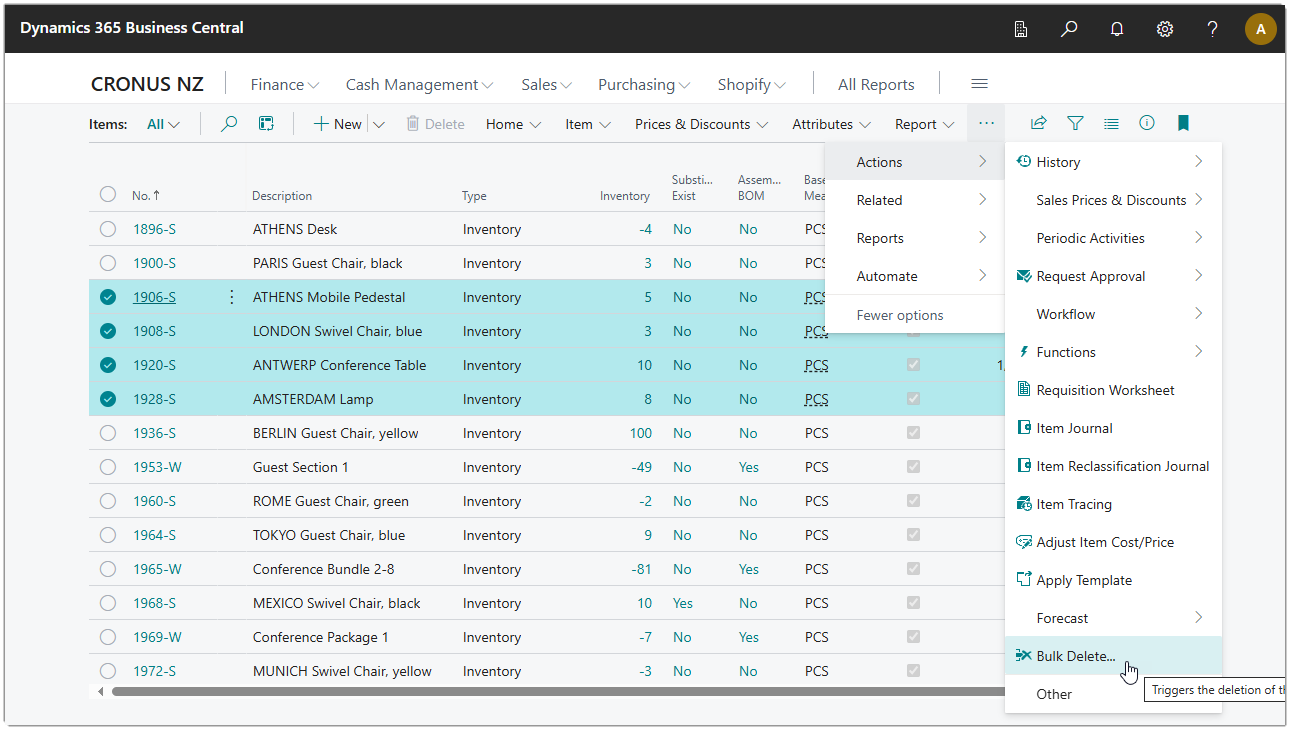 Dynamics 365 Business Central
A
CRONUS NZ Finance Cash Management Sales Purchasing Shopify All Reports
Items: All New Delete Home Item Prices & Discounts Attributes Report ...
Actions
Related
Reports
Automate
Fewer options
History
Sales Prices & Discounts
Periodic Activities
Request Approval
Workflow
Functions
Requisition Worksheet
Item Journal
Item Reclassification Journal
Item Tracing
Adjust Item Cost/Price
Apply Template
Forecast
Bulk Delete...
Other
Triggers the deletion of
No. ↑ Description Type Inventory Substi... Exist Assem... BOM Base
1896-S ATHENS Desk Inventory -4 No No
1900-S PARIS Guest Chair, black Inventory 3 No No
1906-S ATHENS Mobile Pedestal Inventory 5 No No
1908-S LONDON Swivel Chair, blue Inventory 3 No No PCS
1920-S ANTWERP Conference Table Inventory 10 No No PCS 1,
1928-S AMSTERDAM Lamp Inventory 8 No No PCS
1936-S BERLIN Guest Chair, yellow Inventory 100 No No PCS
1953-W Guest Section 1 Inventory -49 No Yes PCS
1960-S ROME Guest Chair, green Inventory -2 No No PCS
1964-S TOKYO Guest Chair, blue Inventory 9 No No PCS
1965-W Conference Bundle 2-8 Inventory -81 No Yes PCS
1968-S MEXICO Swivel Chair, black Inventory 10 Yes No PCS
1969-W Conference Package 1 Inventory -7 No Yes PCS
1972-S MUNICH Swivel Chair, yellow Inventory -3 No No PCS